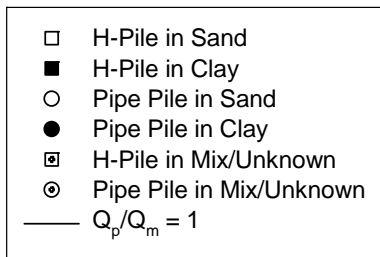 H-Pile in Sand
H-Pile in Clay
Pipe Pile in Sand
Pipe Pile in Clay
H-Pile in Mix/Unknown
Pipe Pile in Mix/Unknown
Qp/Qm = 1